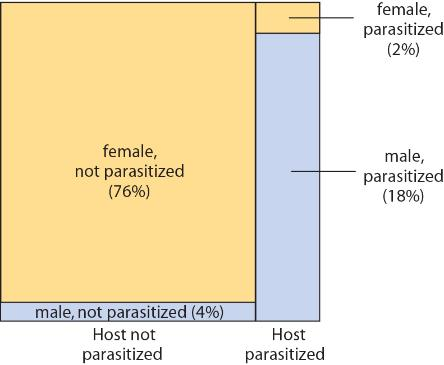 female,
parasitized
(2%)
female,
not parasitized
(76%)
male,
parasitized
(18%)
male, not parasitized (4%)
Host not
parasitized
Host
parasitized